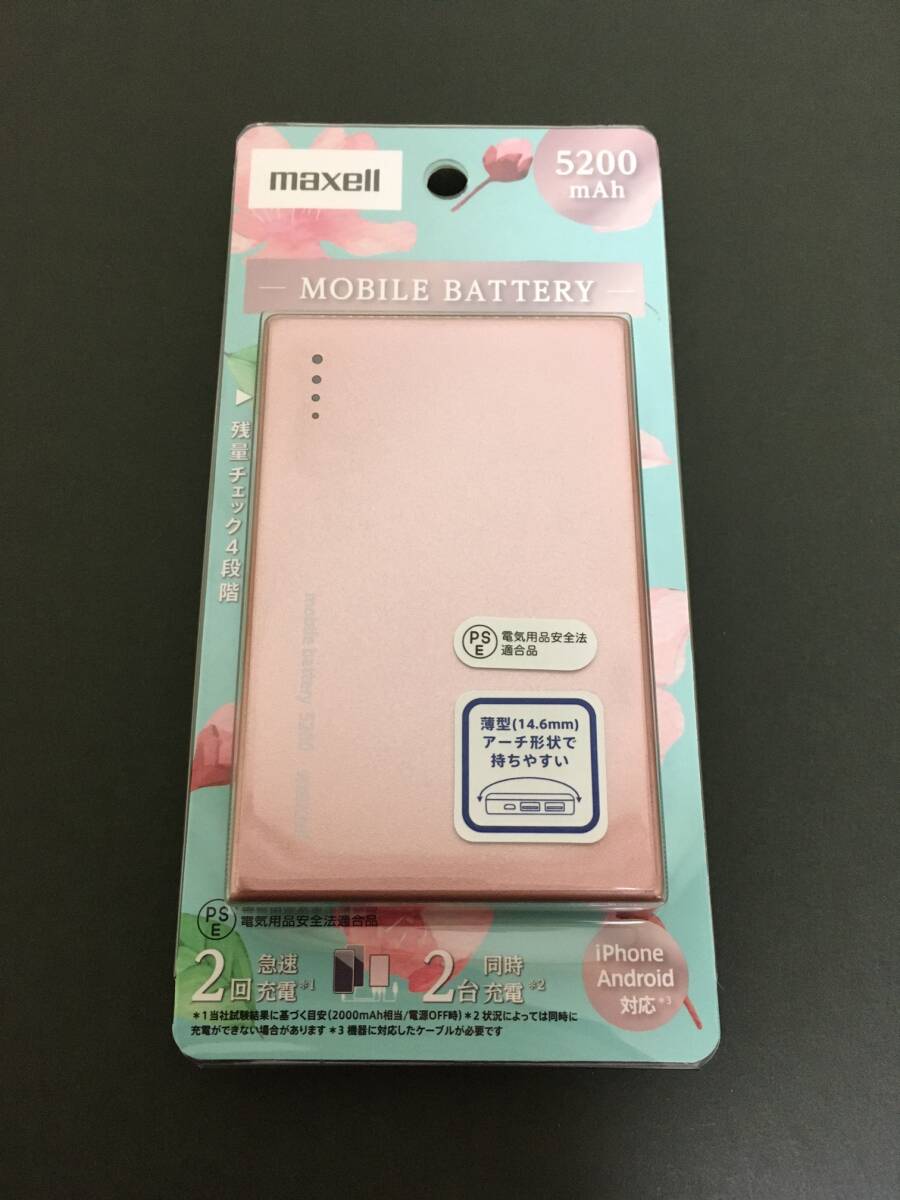 maxell
5200
mAh
MOBILE BATTERY
▶残量チェック4段階
mobile battery 5200
PS
E
電気用品安全法
適合品
薄型(14.6mm)
アーチ形状で
持ちやすい
PS
E
電気用品安全法適合品
2回 急速充電*1
2台 同時充電*2
iPhone
Android
対応*3
*1当社試験結果に基づく目安(2000mAh相当/電源OFF時)*2 状況によっては同時に
充電ができない場合があります *3 機器に対応したケーブルが必要です